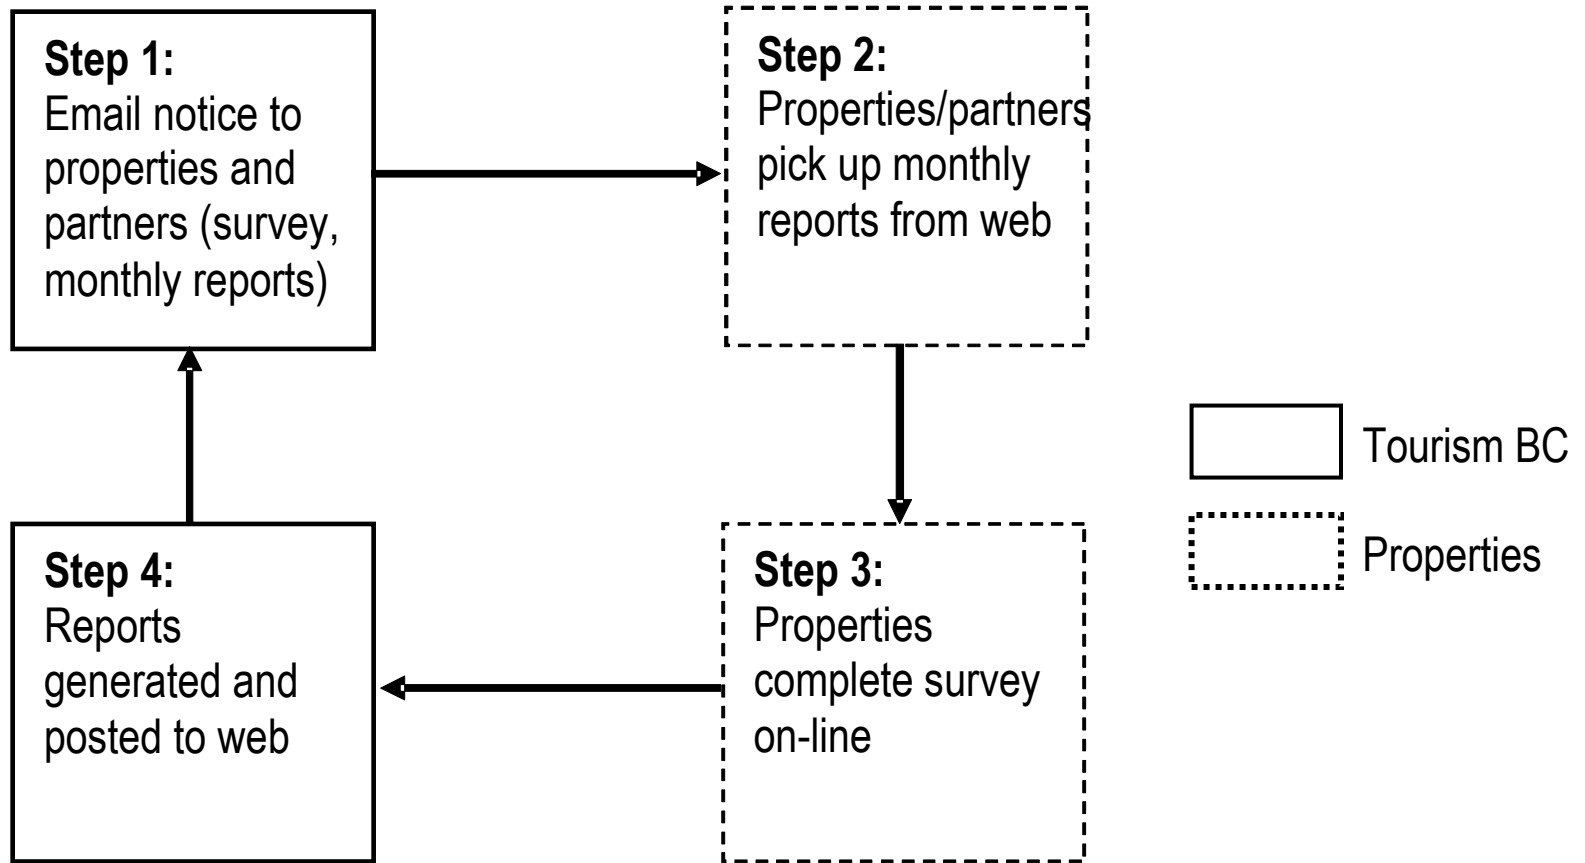 Step 1:
Email notice to
properties and
partners (survey,
monthly reports)
Step 2:
Properties/partners
pick up monthly
reports from web
Step 3:
Properties
complete survey
on-line
Step 4:
Reports
generated and
posted to web
Tourism BC
Properties